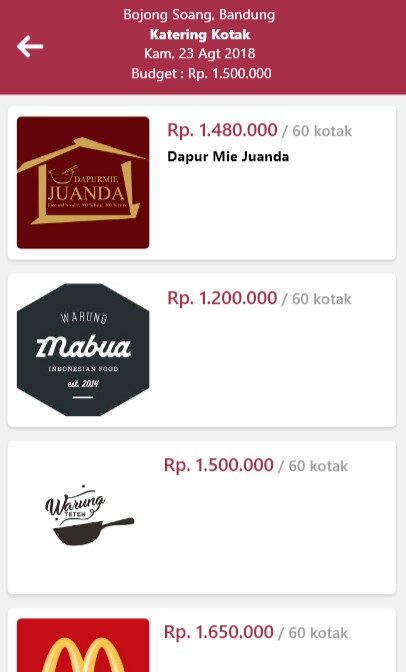 Bojong Soang, Bandung
Katering Kotak
Kam, 23 Agt 2018
Budget : Rp. 1.500.000
Rp. 1.480.000 / 60 kotak
Dapur Mie Juanda
DAPURMIE
JUANDA
Rp. 1.200.000 / 60 kotak
WARUNG
Mabua
INDONESIAN FOOD
est. 2014
Rp. 1.500.000 / 60 kotak
Warung
TETEH
Rp. 1.650.000 / 60 kotak